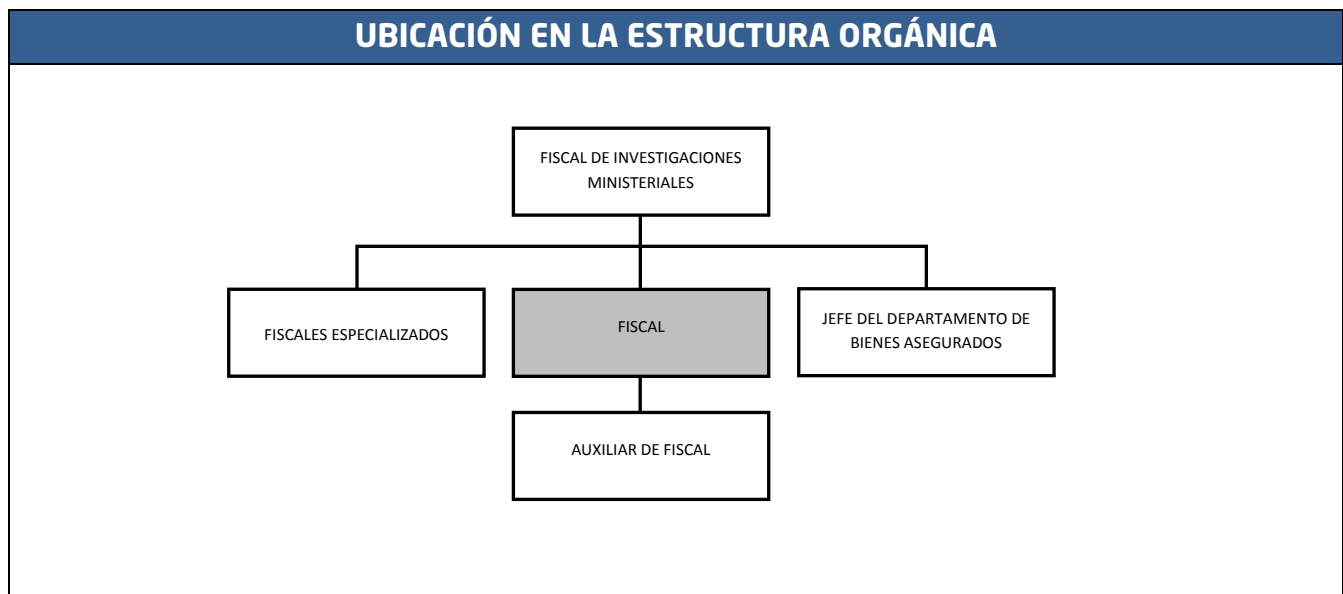 UBICACIÓN EN LA ESTRUCTURA ORGÁNICA
FISCAL DE INVESTIGACIONES
MINISTERIALES
FISCALES ESPECIALIZADOS
FISCAL
JEFE DEL DEPARTAMENTO DE
BIENES ASEGURADOS
AUXILIAR DE FISCAL